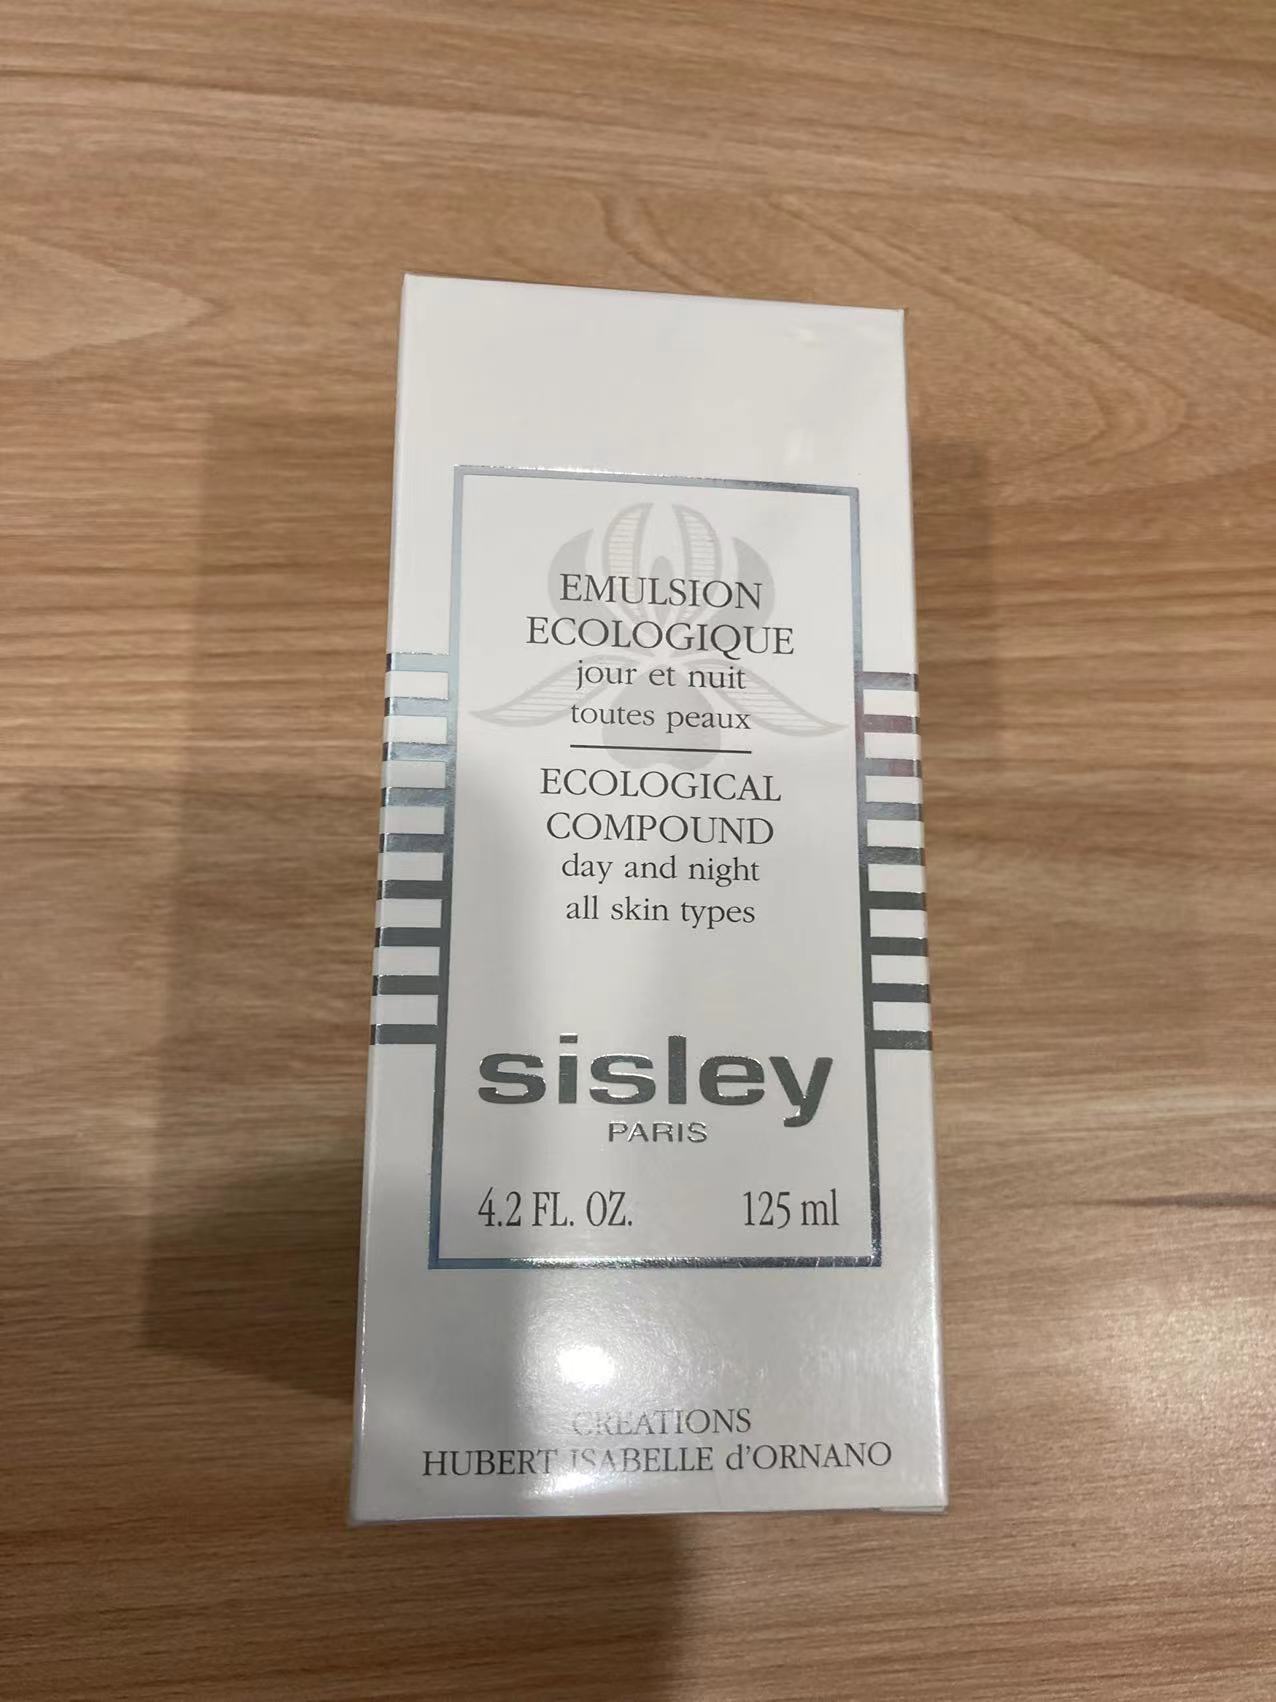 EMULSION
ECOLOGIQUE
jour et nuit
toutes peaux
ECOLOGICAL
COMPOUND
day and night
all skin types
sisley
PARIS
4.2 FL. OZ. 125 ml
CREATIONS
HUBERT ISABELLE d'ORNANO